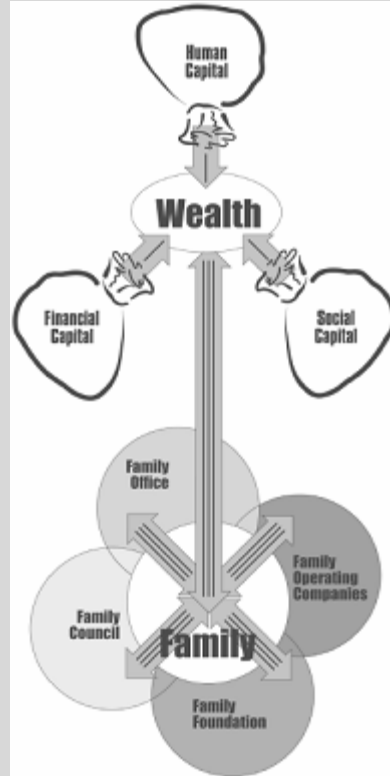 Human
Capital
Wealth
Financial
Capital
Social
Capital
Family
Office
Family
Operating
Companies
Family
Council
Family
Family
Foundation